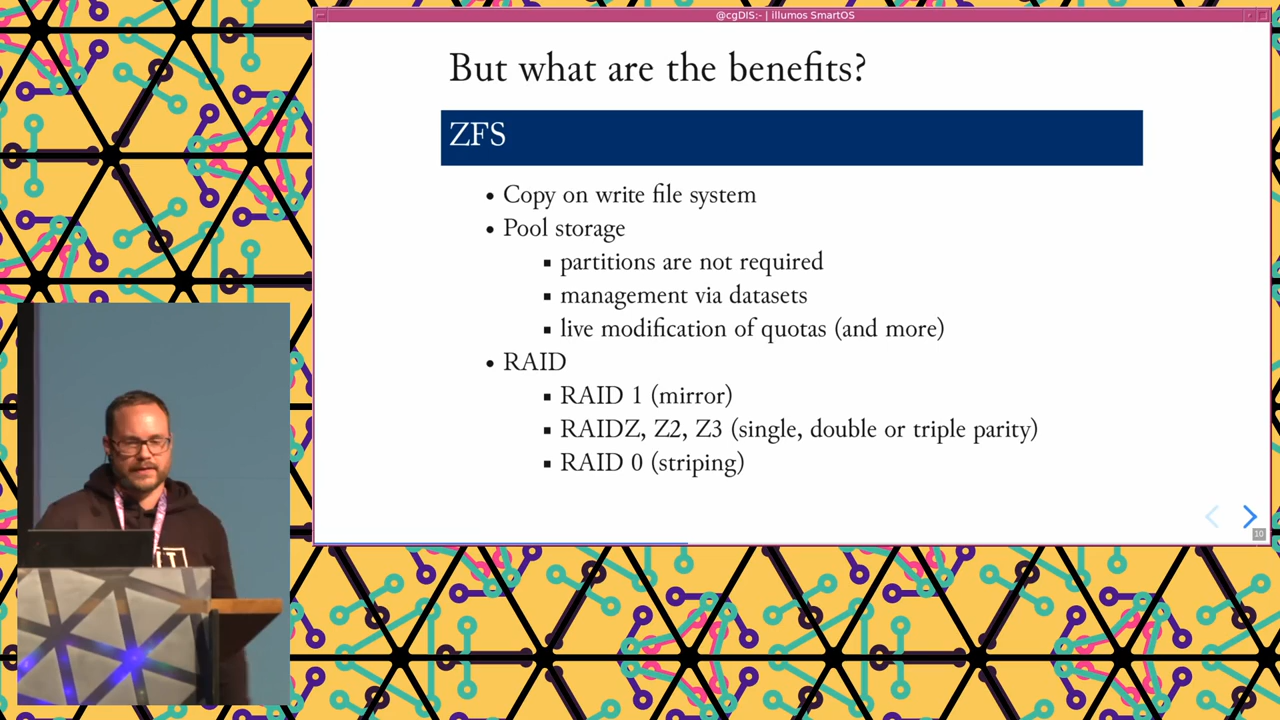 @cgDIS:- | illumos SmartOS
But what are the benefits?
ZFS
• Copy on write file system
• Pool storage
▪ partitions are not required
▪ management via datasets
▪ live modification of quotas (and more)
• RAID
▪ RAID 1 (mirror)
▪ RAIDZ, Z2, Z3 (single, double or triple parity)
▪ RAID 0 (striping)
10